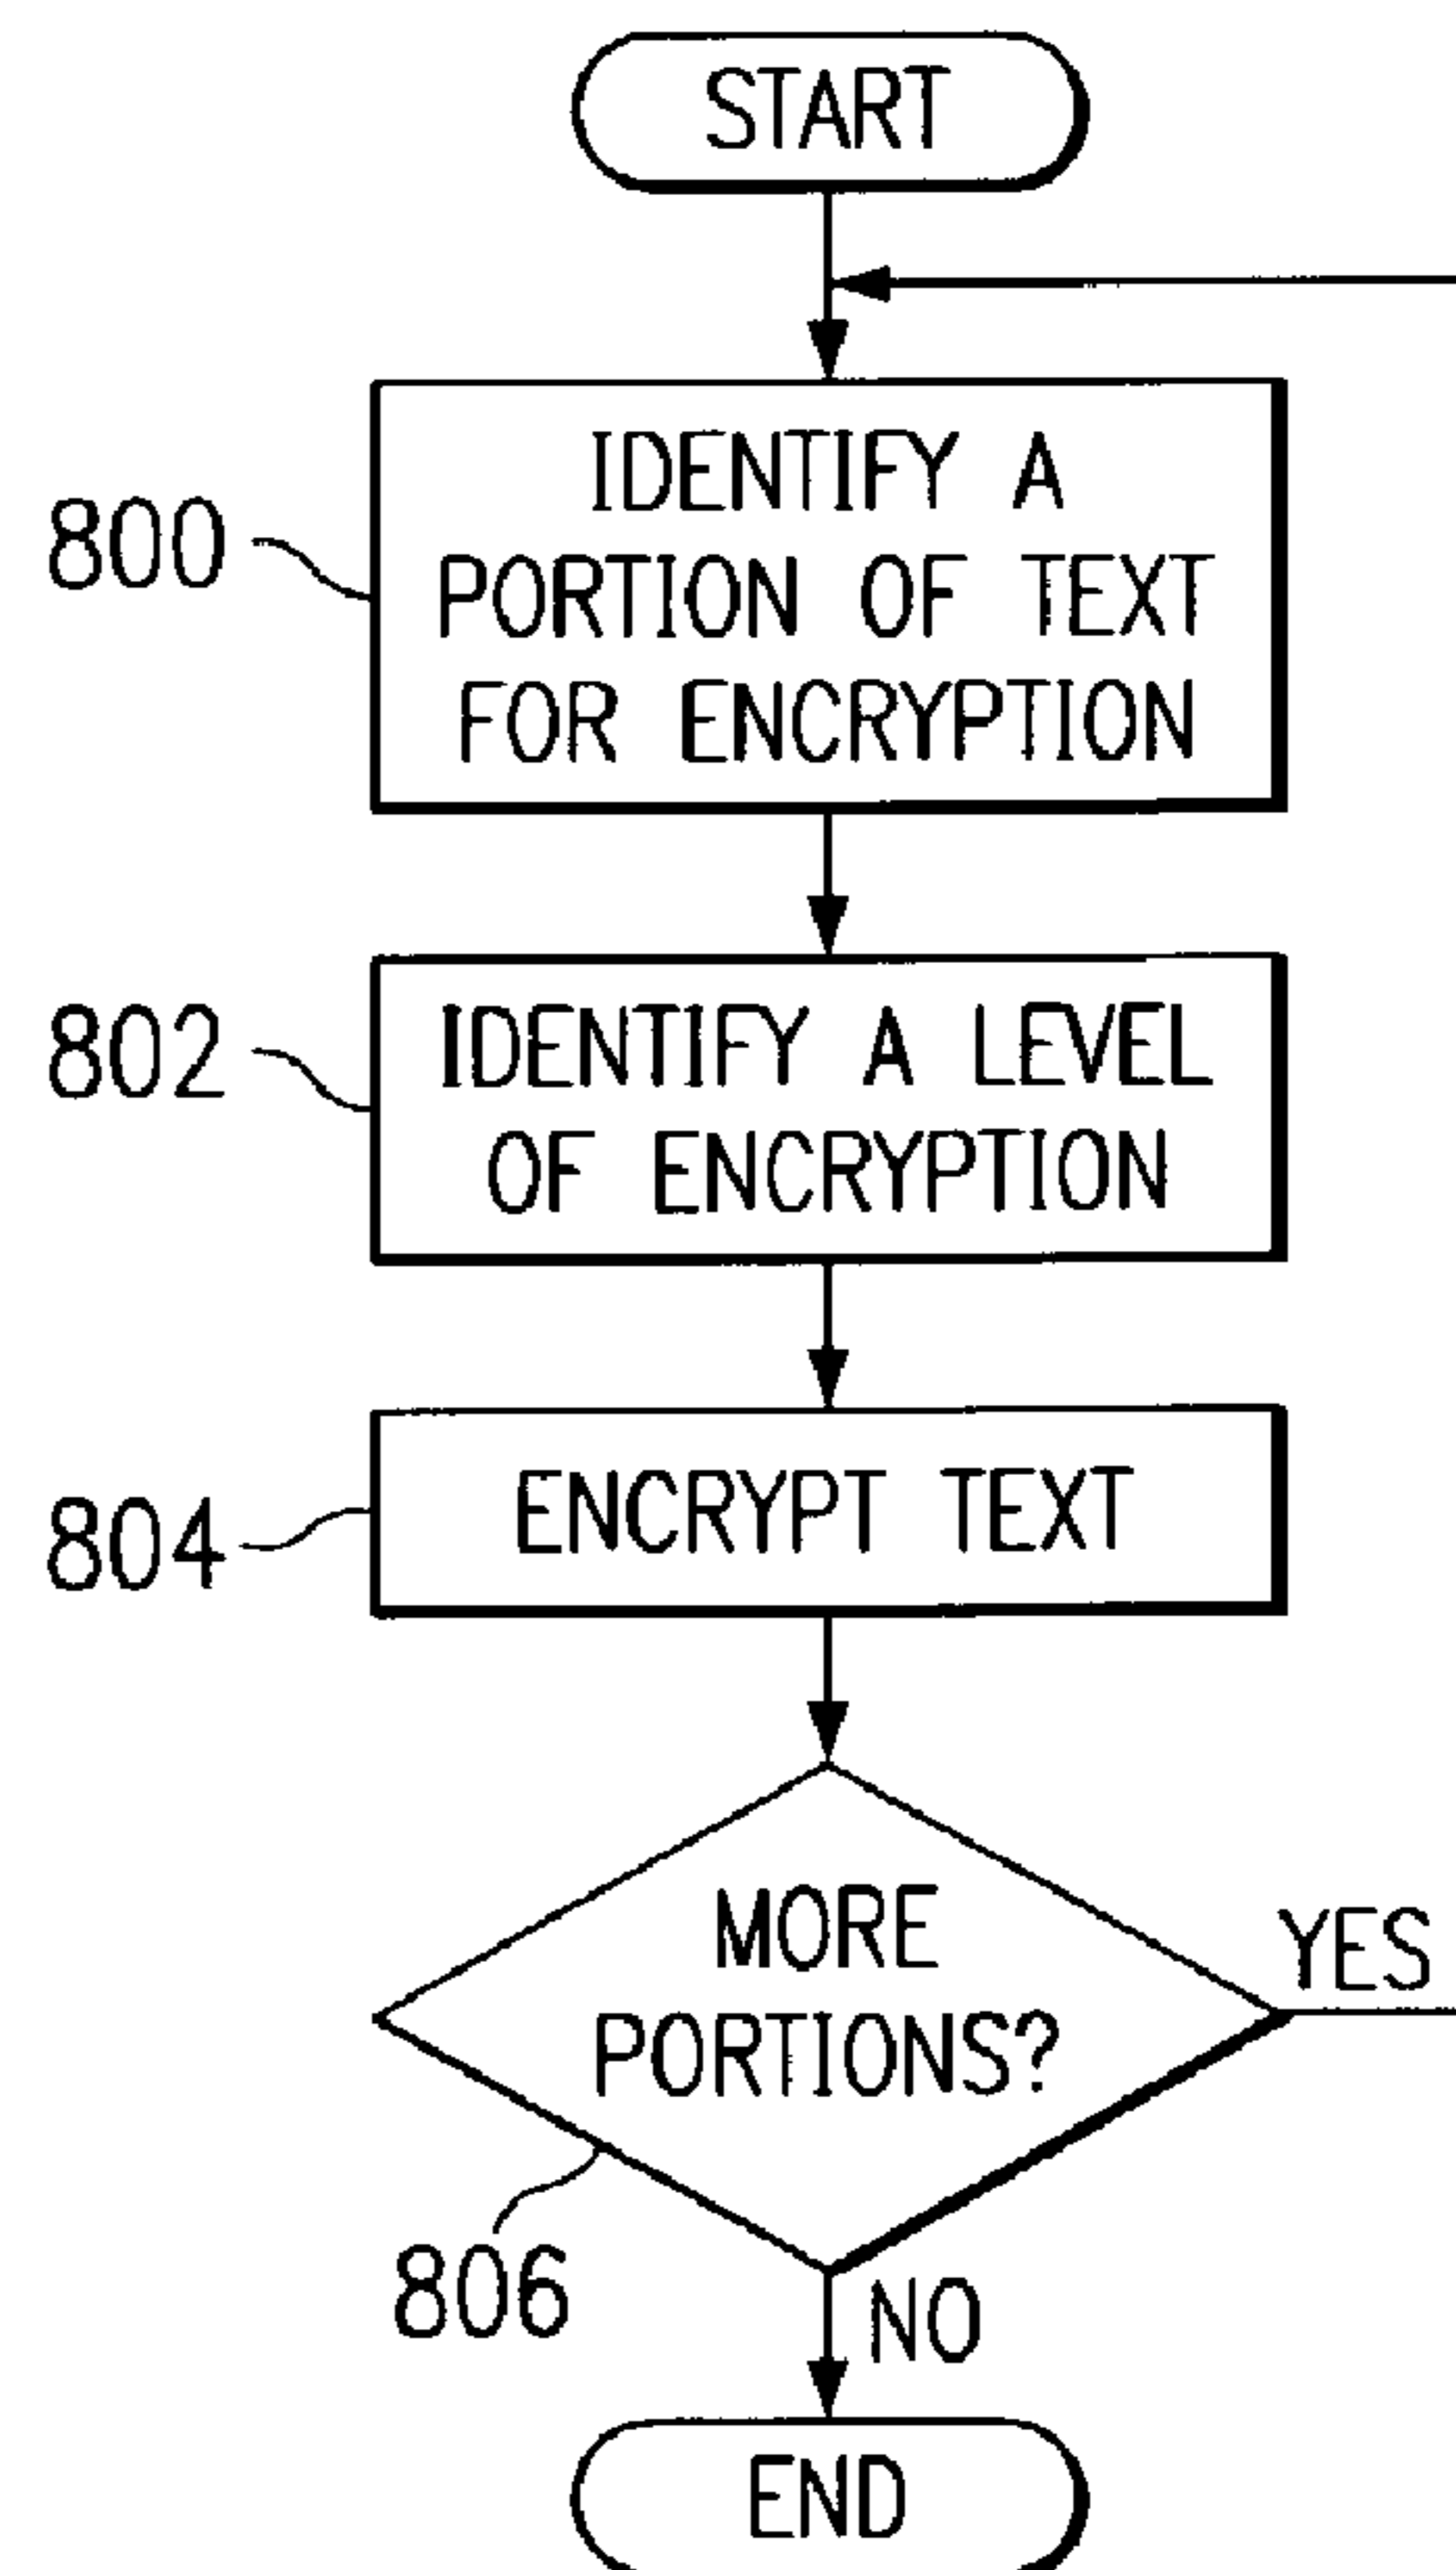 START
IDENTIFY A
PORTION OF TEXT
FOR ENCRYPTION
800
IDENTIFY A LEVEL
OF ENCRYPTION
802
ENCRYPT TEXT
804
MORE
PORTIONS?
YES
806
NO
END